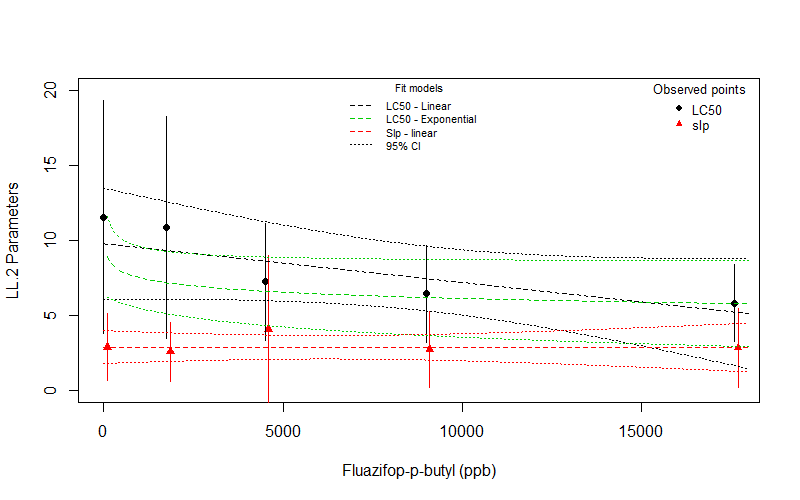 Fit models
LC50 - Linear
LC50 - Exponential
Slp - linear
95% CI
Observed points
LC50
slp
LL.2 Parameters
20
15
10
5
0
0 5000 10000 15000
Fluazifop-p-butyl (ppb)